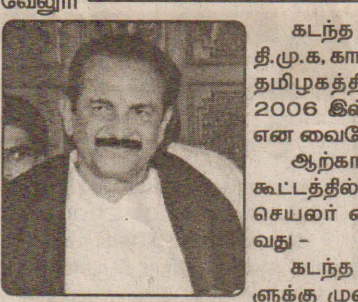 வேலூர்
கடந்த
தி.மு.க, கா
தமிழகத்தி
2006 இல்
என வைே
ஆற்கா
கூட்டத்தில்
செயலர்
வது –
கடந்த
ளுக்கு